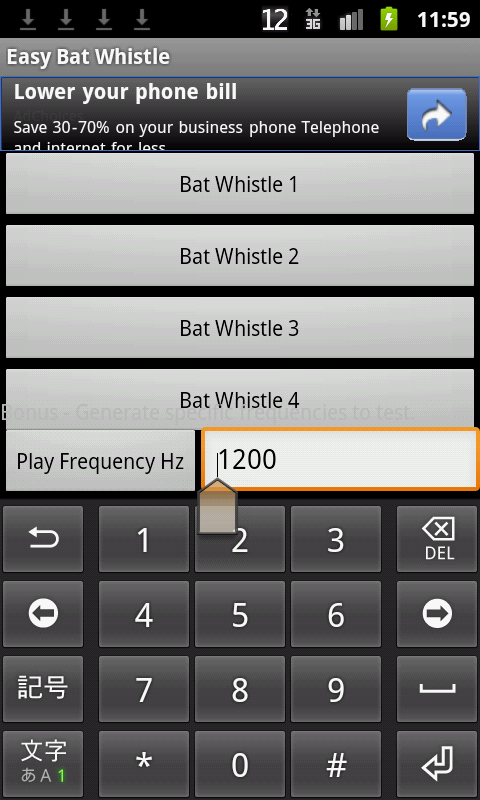 12 3G 11:59
Easy Bat Whistle
Lower your phone bill
Save 30-70% on your business phone Telephone
and internet for less
Bat Whistle 1
Bat Whistle 2
Bat Whistle 3
Bat Whistle 4
Bonus - Generate specific frequencies to test.
Play Frequency Hz 1200
1 2 3 DEL
4 5 6
記号 7 8 9
文字 * 0 #
あA1